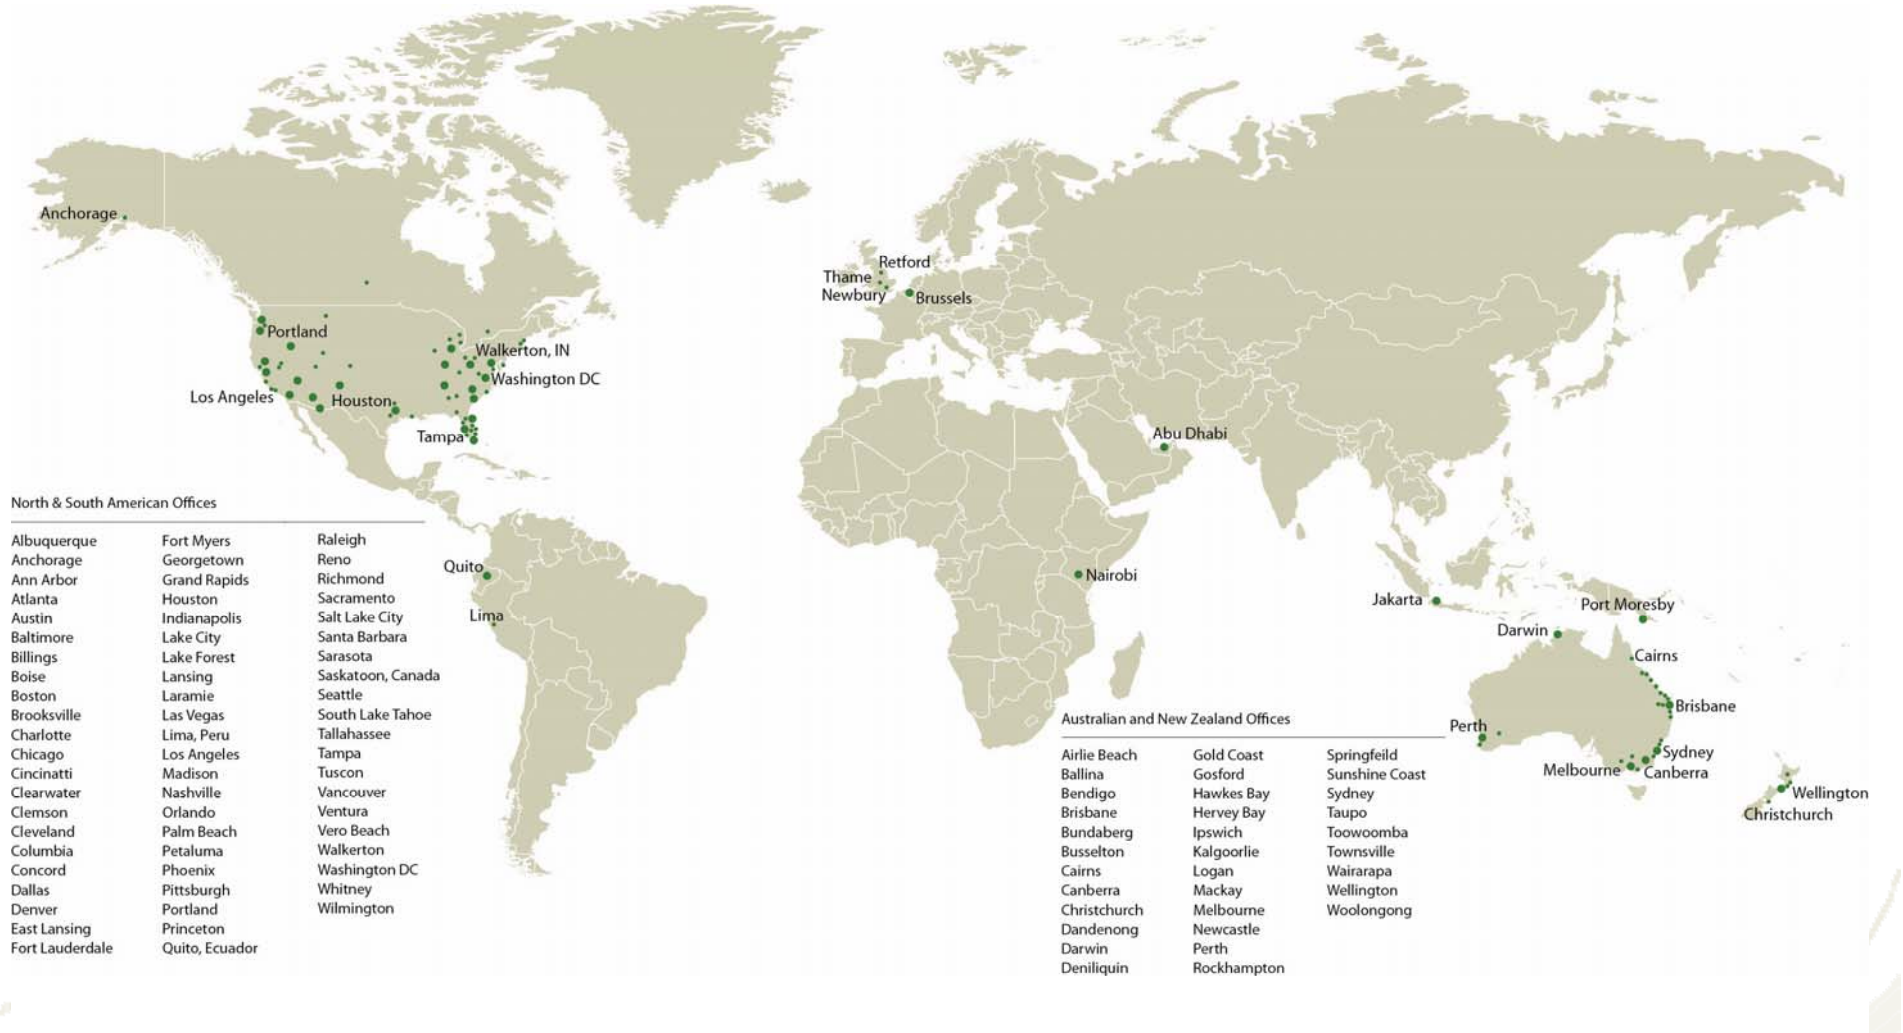 Anchorage
Portland
Walkerton, IN
Washington DC
Los Angeles
Houston
Tampa
Retford
Thame
Newbury
Brussels
Abu Dhabi
Quito
Lima
Nairobi
Jakarta
Port Moresby
Darwin
Cairns
Brisbane
Perth
Sydney
Melbourne
Canberra
Wellington
Christchurch
North & South American Offices
Albuquerque
Anchorage
Ann Arbor
Atlanta
Austin
Baltimore
Billings
Boise
Boston
Brooksville
Charlotte
Chicago
Cincinatti
Clearwater
Clemson
Cleveland
Columbia
Concord
Dallas
Denver
East Lansing
Fort Lauderdale
Fort Myers
Georgetown
Grand Rapids
Houston
Indianapolis
Lake City
Lake Forest
Lansing
Laramie
Las Vegas
Lima, Peru
Los Angeles
Madison
Nashville
Orlando
Palm Beach
Petaluma
Phoenix
Pittsburgh
Portland
Princeton
Quito, Ecuador
Raleigh
Reno
Richmond
Sacramento
Salt Lake City
Santa Barbara
Sarasota
Saskatoon, Canada
Seattle
South Lake Tahoe
Tallahassee
Tampa
Tuscon
Vancouver
Ventura
Vero Beach
Walkerton
Washington DC
Whitney
Wilmington
Australian and New Zealand Offices
Airlie Beach
Ballina
Bendigo
Brisbane
Bundaberg
Busselton
Cairns
Canberra
Christchurch
Dandenong
Darwin
Deniliquin
Gold Coast
Gosford
Hawkes Bay
Hervey Bay
Ipswich
Kalgoorlie
Logan
Mackay
Melbourne
Newcastle
Perth
Rockhampton
Springfeild
Sunshine Coast
Sydney
Taupo
Toowoomba
Townsville
Wairarapa
Wellington
Woolongong